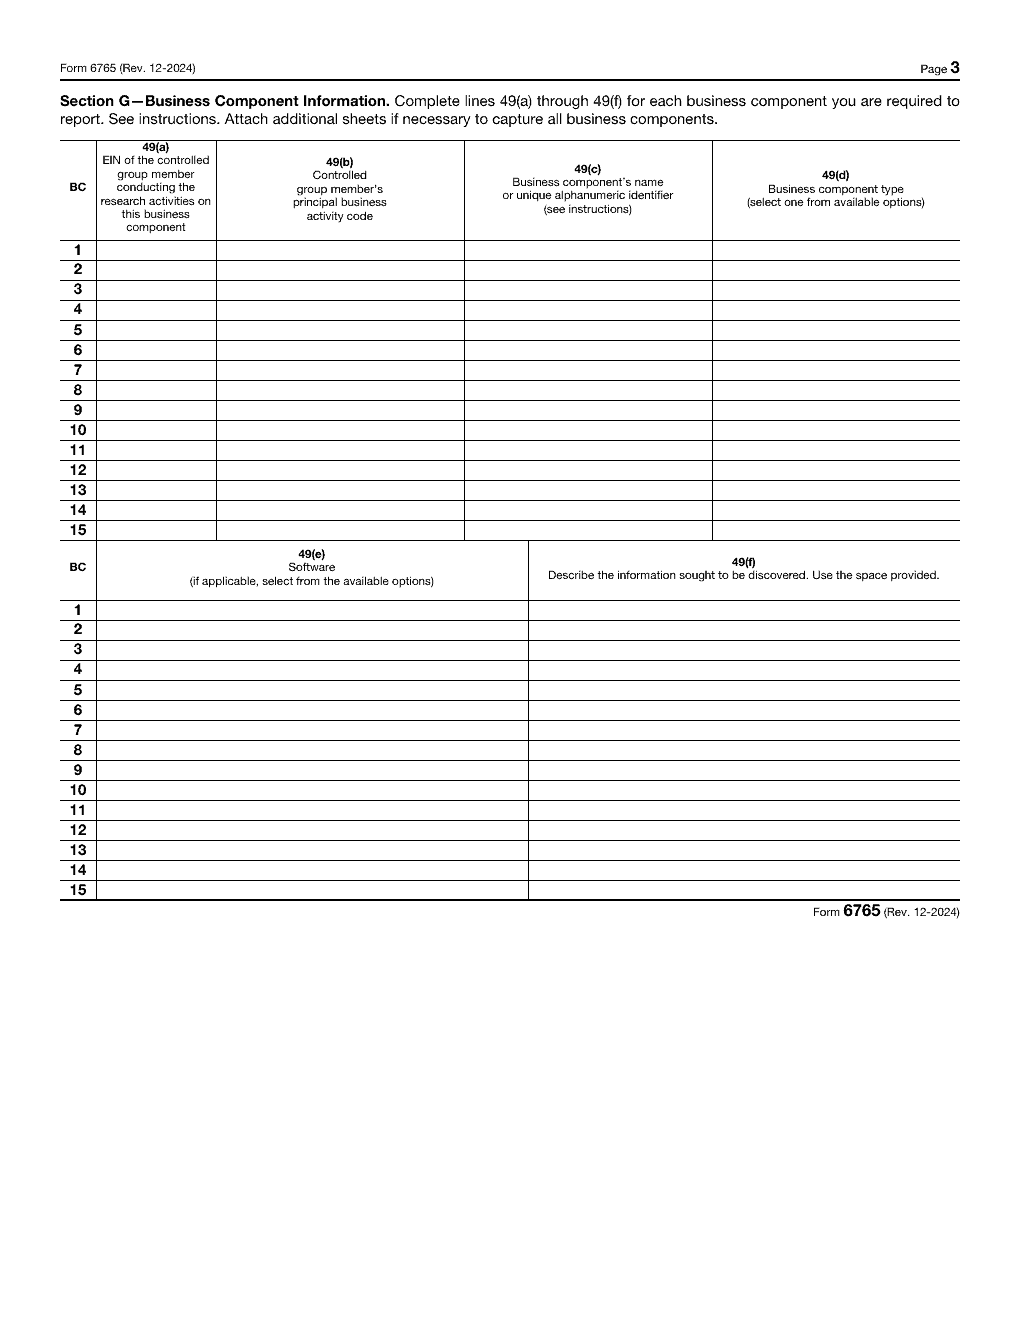 Form 6765 (Rev. 12-2024) Page 3
Section G—Business Component Information. Complete lines 49(a) through 49(f) for each business component you are required to
report. See instructions. Attach additional sheets if necessary to capture all business components.
BC
49(a)
EIN of the controlled
group member
conducting the
research activities on
this business
component
49(b)
Controlled
group member's
principal business
activity code
49(c)
Business component's name
or unique alphanumeric identifier
(see instructions)
49(d)
Business component type
(select one from available options)
1
2
3
4
5
6
7
8
9
10
11
12
13
14
15
BC
49(e)
Software
(if applicable, select from the available options)
49(f)
Describe the information sought to be discovered. Use the space provided.
1
2
3
4
5
6
7
8
9
10
11
12
13
14
15
Form 6765 (Rev. 12-2024)